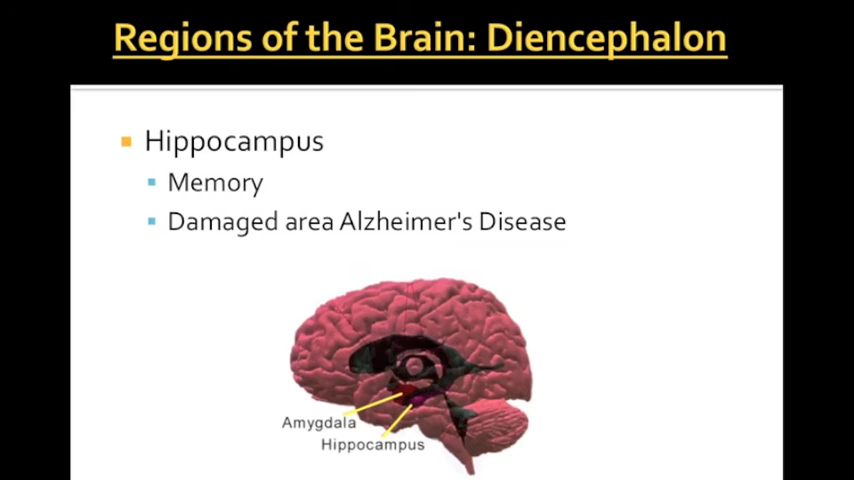 Regions of the Brain: Diencephalon
Hippocampus
Memory
Damaged area Alzheimer's Disease
Amygdala
Hippocampus